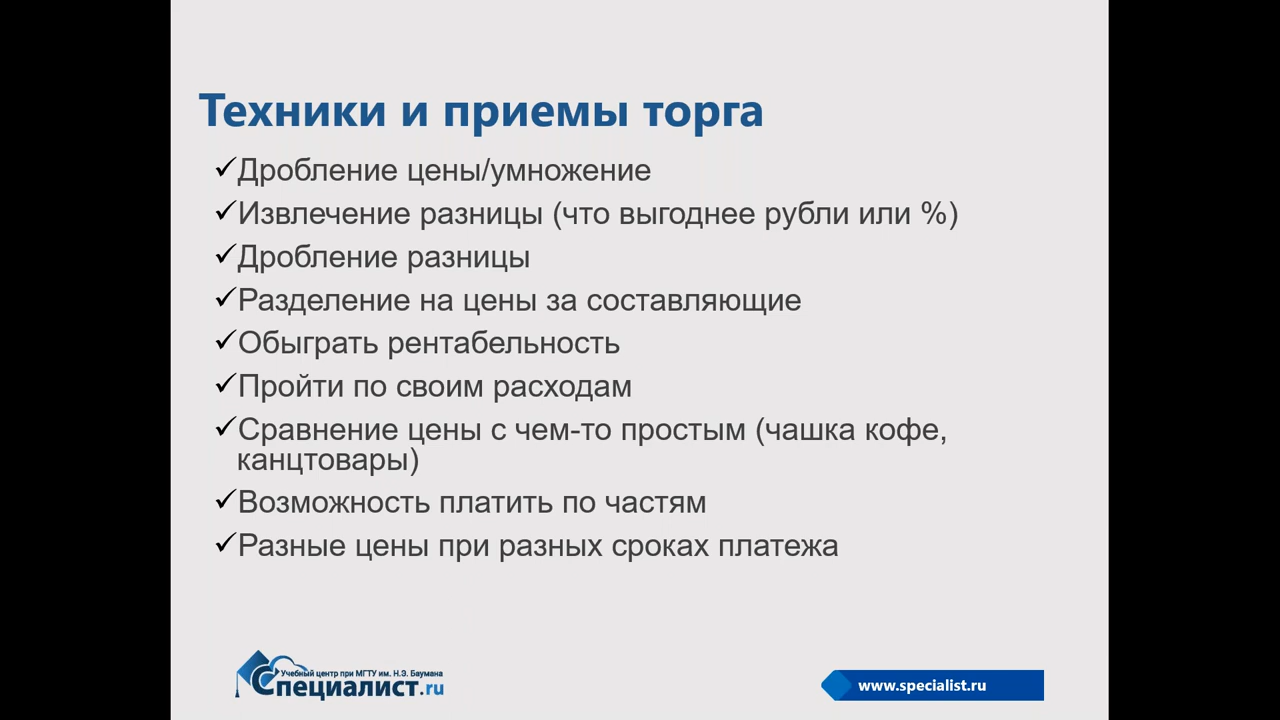 Техники и приемы торга
✓Дробление цены/умножение
✓Извлечение разницы (что выгоднее рубли или %)
✓Дробление разницы
✓Разделение на цены за составляющие
✓Обыграть рентабельность
✓Пройти по своим расходам
✓Сравнение цены с чем-то простым (чашка кофе,
канцтовары)
✓Возможность платить по частям
✓Разные цены при разных сроках платежа
Учебный центр при МГТУ им. Н.Э. Баумана
Специалист.ru
www.specialist.ru